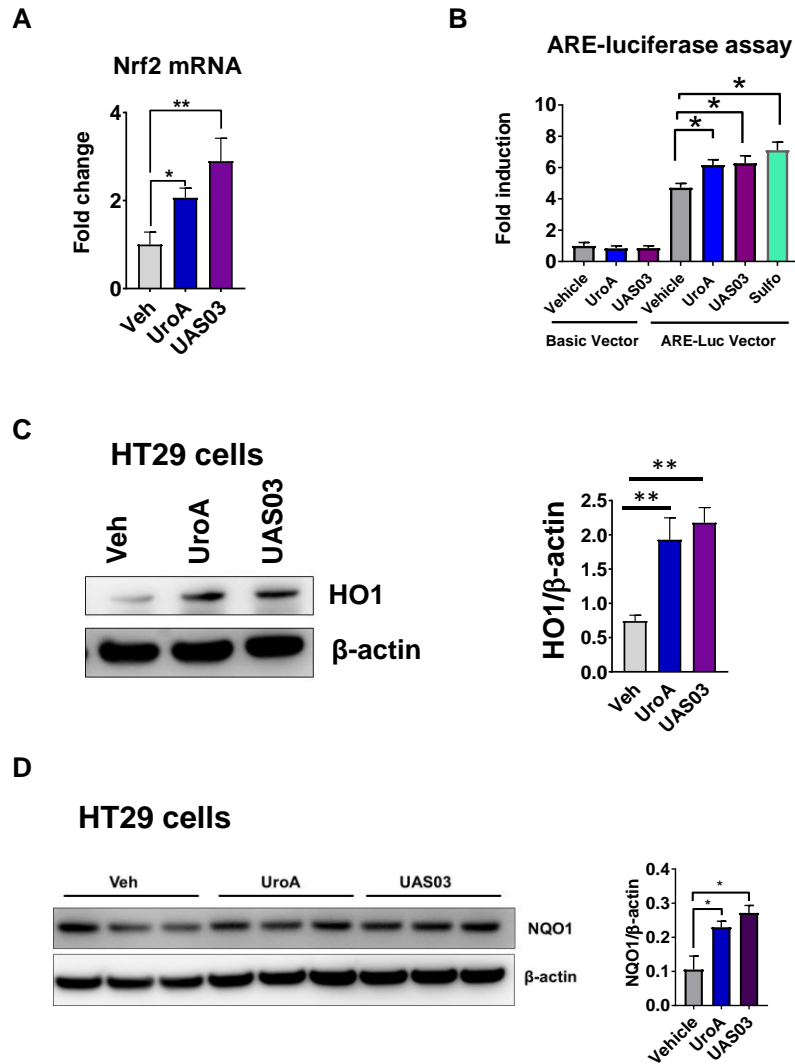 A
Nrf2 mRNA
Fold change
4
2
0
**
*
Veh
UroA
UAS03
B
ARE-luciferase assay
Fold induction
10
8
6
4
2
0
*
*
*
Vehicle
UroA
UAS03
Vehicle
UroA
UAS03
Sulfo
Basic Vector
ARE-Luc Vector
C
HT29 cells
Veh
UroA
UAS03
HO1
β-actin
HO1/β-actin
2.5
2.0
1.5
1.0
0.5
0.0
**
**
Veh
UroA
UAS03
D
HT29 cells
Veh
UroA
UAS03
NQO1
β-actin
NQO1/β-actin
0.4
0.3
0.2
0.1
0.0
*
*
Vehicle
UroA
UAS03